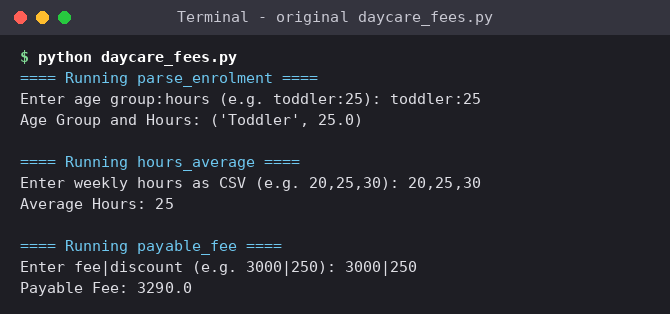 Terminal - original daycare_fees.py
$ python daycare_fees.py
==== Running parse_enrolment ====
Enter age group:hours (e.g. toddler:25): toddler:25
Age Group and Hours: ('Toddler', 25.0)
==== Running hours_average ====
Enter weekly hours as CSV (e.g. 20,25,30): 20,25,30
Average Hours: 25
==== Running payable_fee ====
Enter fee|discount (e.g. 3000|250): 3000|250
Payable Fee: 3290.0